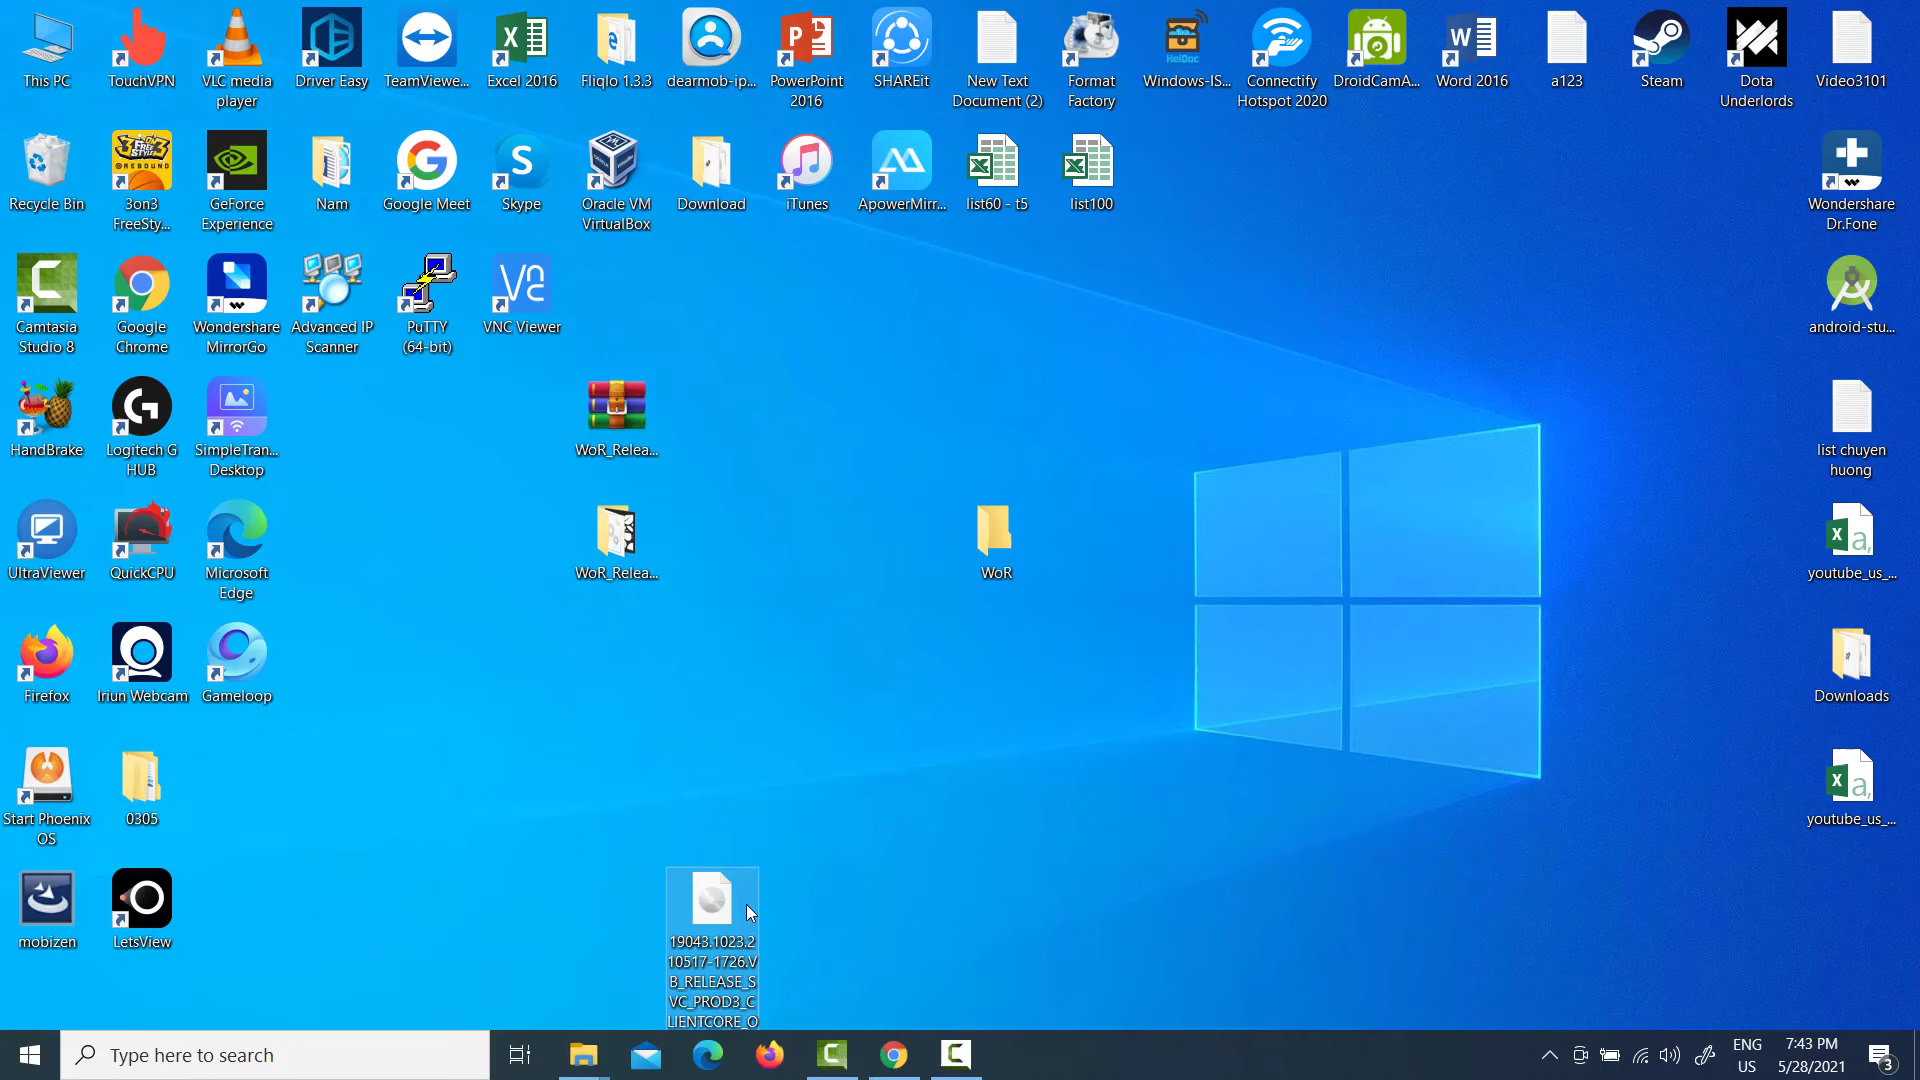 This PC
TouchVPN
VLC media
player
Driver Easy
TeamViewe...
Excel 2016
Fliqlo 1.3.3
dearmob-ip...
PowerPoint
2016
SHAREit
New Text
Document (2)
Format
Factory
HeiDoc
Windows-IS...
Connectify
Hotspot 2020
DroidCamA...
Word 2016
a123
Steam
Dota
Underlords
Video3101
Recycle Bin
3on3
FreeSty...
GeForce
Experience
Nam
Google Meet
Skype
Oracle VM
VirtualBox
Download
iTunes
ApowerMirr...
list60 - t5
list100
Wondershare
Dr.Fone
Camtasia
Studio 8
Google
Chrome
Wondershare
MirrorGo
Advanced IP
Scanner
PuTTY
(64-bit)
VNC Viewer
android-stu...
HandBrake
Logitech G
HUB
SimpleTran...
Desktop
WoR_Relea...
list chuyen
huong
UltraViewer
QuickCPU
Microsoft
Edge
WoR_Relea...
WoR
youtube_us_...
Firefox
Iriun Webcam
Gameloop
Downloads
Start Phoenix
OS
0305
youtube_us_...
mobizen
LetsView
19043.1023.2
10517-1726.V
B_RELEASE_S
VC_PROD3_C
LIENTCORE_O
Type here to search
ENG
US
7:43 PM
5/28/2021
3